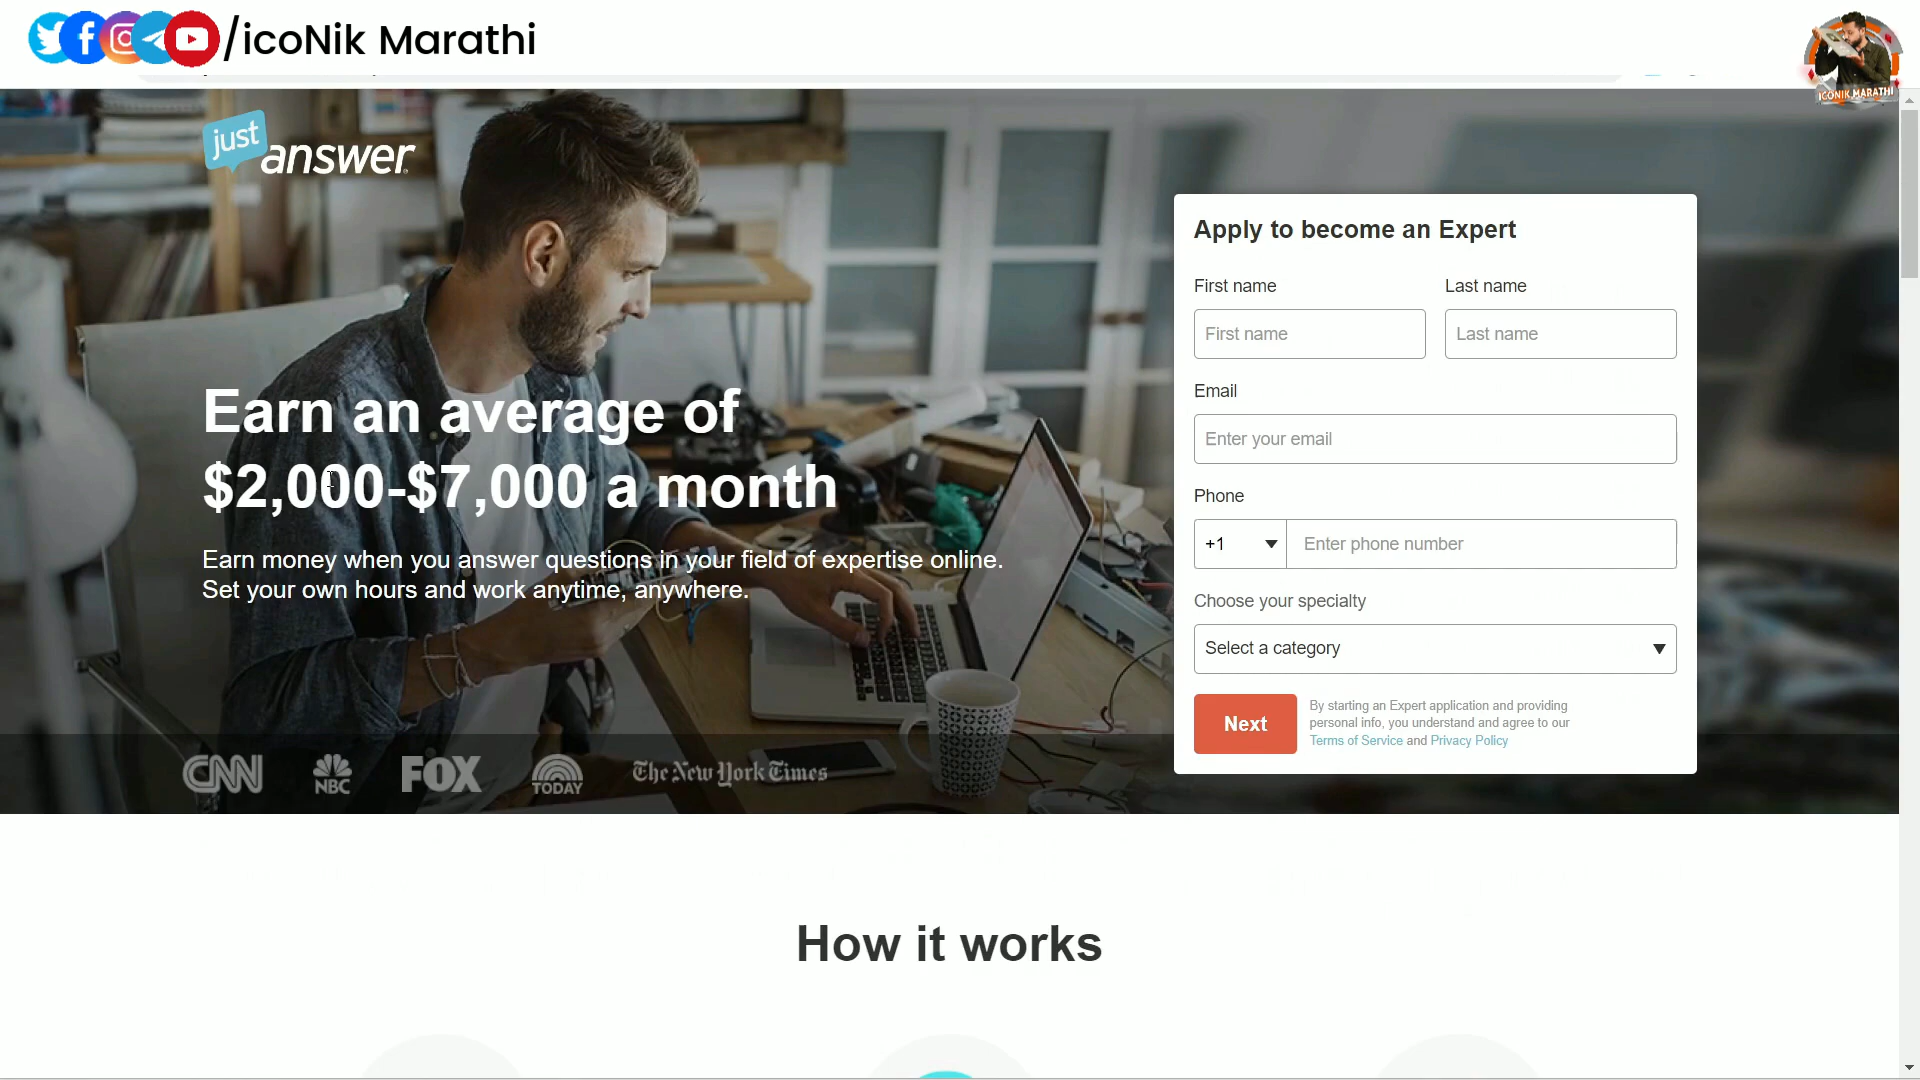 /icoNik Marathi
ICONIK MARATHI
just
answer
Apply to become an Expert
First name
Last name
First name
Last name
Email
Enter your email
Phone
+1
Enter phone number
Choose your specialty
Select a category
Next
By starting an Expert application and providing
personal info, you understand and agree to our
Terms of Service and Privacy Policy
Earn an average of
$2,000-$7,000 a month
Earn money when you answer questions in your field of expertise online.
Set your own hours and work anytime, anywhere.
CNN
NBC
FOX
TODAY
The New York Times
How it works